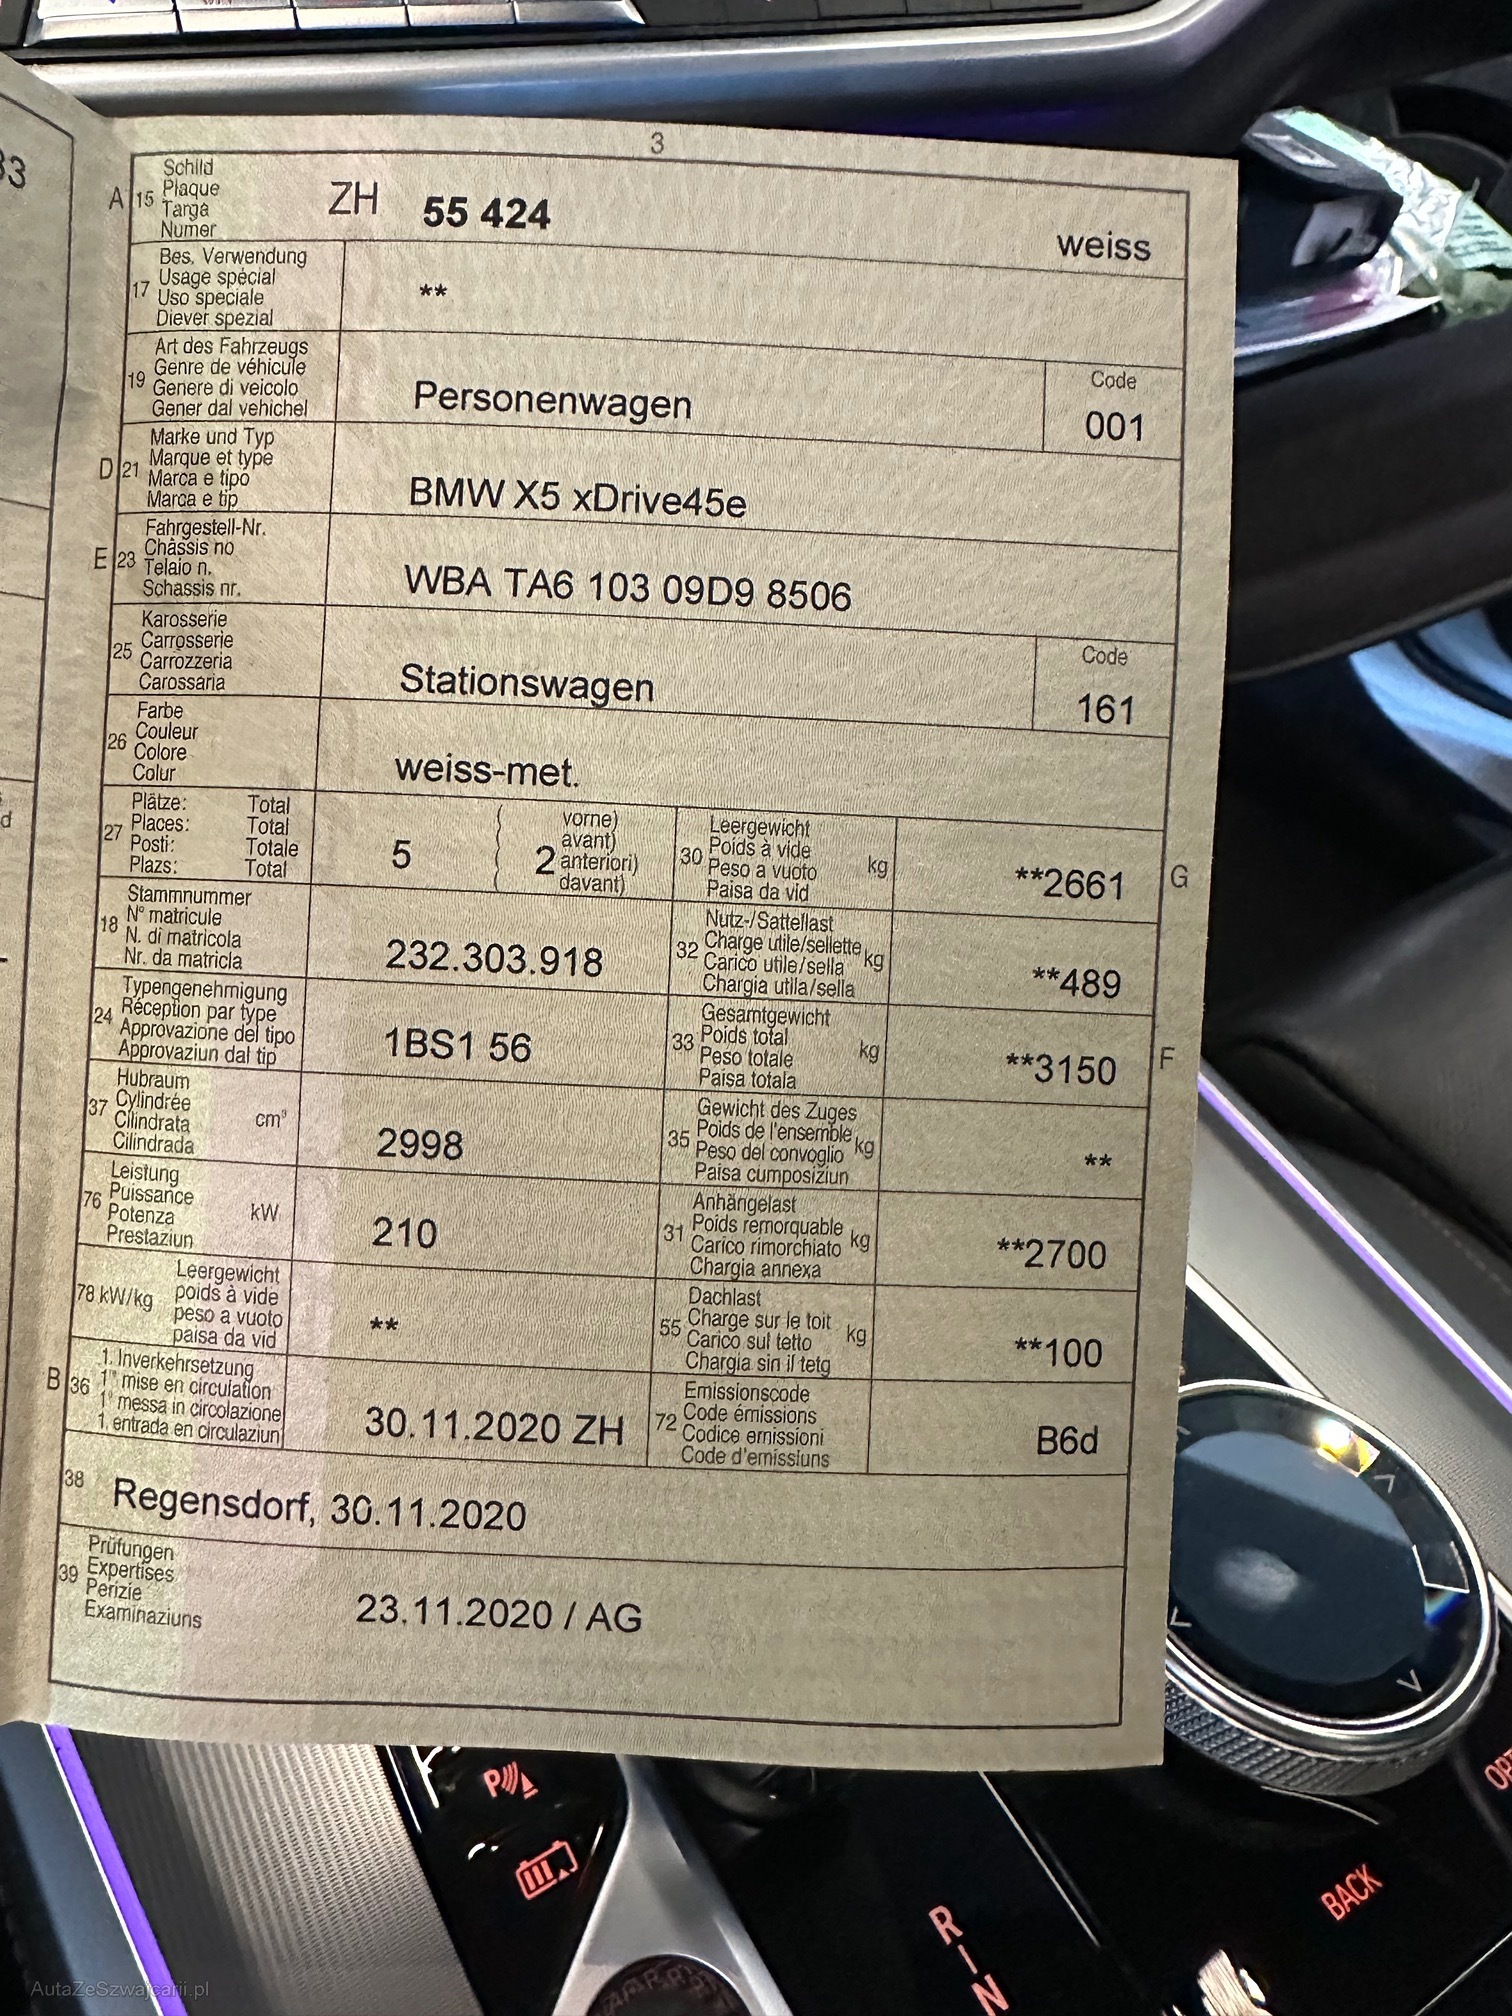 33
3
A 15 Schild
Plaque
Targa
Numer
ZH 55 424
weiss
17 Bes. Verwendung
Usage spécial
Uso speciale
Diever spezial
**
19 Art des Fahrzeugs
Genre de véhicule
Genere di veicolo
Gener dal vehichel
Personenwagen
Code
001
D 21 Marke und Typ
Marque et type
Marca e tipo
Marca e tip
BMW X5 xDrive45e
E 23 Fahrgestell-Nr.
Châssis no
Telaio n.
Schassis nr.
WBA TA6 103 09D9 8506
25 Karosserie
Carrosserie
Carrozzeria
Carossaria
Stationswagen
Code
161
26 Farbe
Couleur
Colore
Colur
weiss-met.
27 Plätze: Total
Places: Total
Posti: Totale
Plazs: Total
5
2
vorne)
avant)
anteriori)
davant)
30 Leergewicht
Poids à vide
Peso a vuoto
Paisa da vid
kg
**2661
G
18 Stammnummer
N° matricule
N. di matricola
Nr. da matricla
232.303.918
32 Nutz-/Sattellast
Charge utile/sellette
Carico utile/sella
Chargia utila/sella
kg
**489
24 Typengenehmigung
Réception par type
Approvazione del tipo
Approvaziun dal tip
1BS1 56
33 Gesamtgewicht
Poids total
Peso totale
Paisa totala
kg
**3150
F
37 Hubraum
Cylindrée
Cilindrata
Cilindrada
cm³
2998
35 Gewicht des Zuges
Poids de l'ensemble
Peso del convoglio
Paisa cumposiziun
kg
**
76 Leistung
Puissance
Potenza
Prestaziun
kW
210
31 Anhängelast
Poids remorquable
Carico rimorchiato
Chargia annexa
kg
**2700
78 kW/kg
Leergewicht
poids à vide
peso a vuoto
paisa da vid
**
55 Dachlast
Charge sur le toit
Carico sul tetto
Chargia sin il tetg
kg
**100
B 36 1. Inverkehrsetzung
1re mise en circulation
1a messa in circolazione
1. entrada en circulaziun
30.11.2020 ZH
72 Emissionscode
Code émissions
Codice emissioni
Code d'emissiuns
B6d
38 Regensdorf, 30.11.2020
39 Prüfungen
Expertises
Perizie
Examinaziuns
23.11.2020 / AG
P
R
N
BACK
AutaZeSzwajcarii.pl